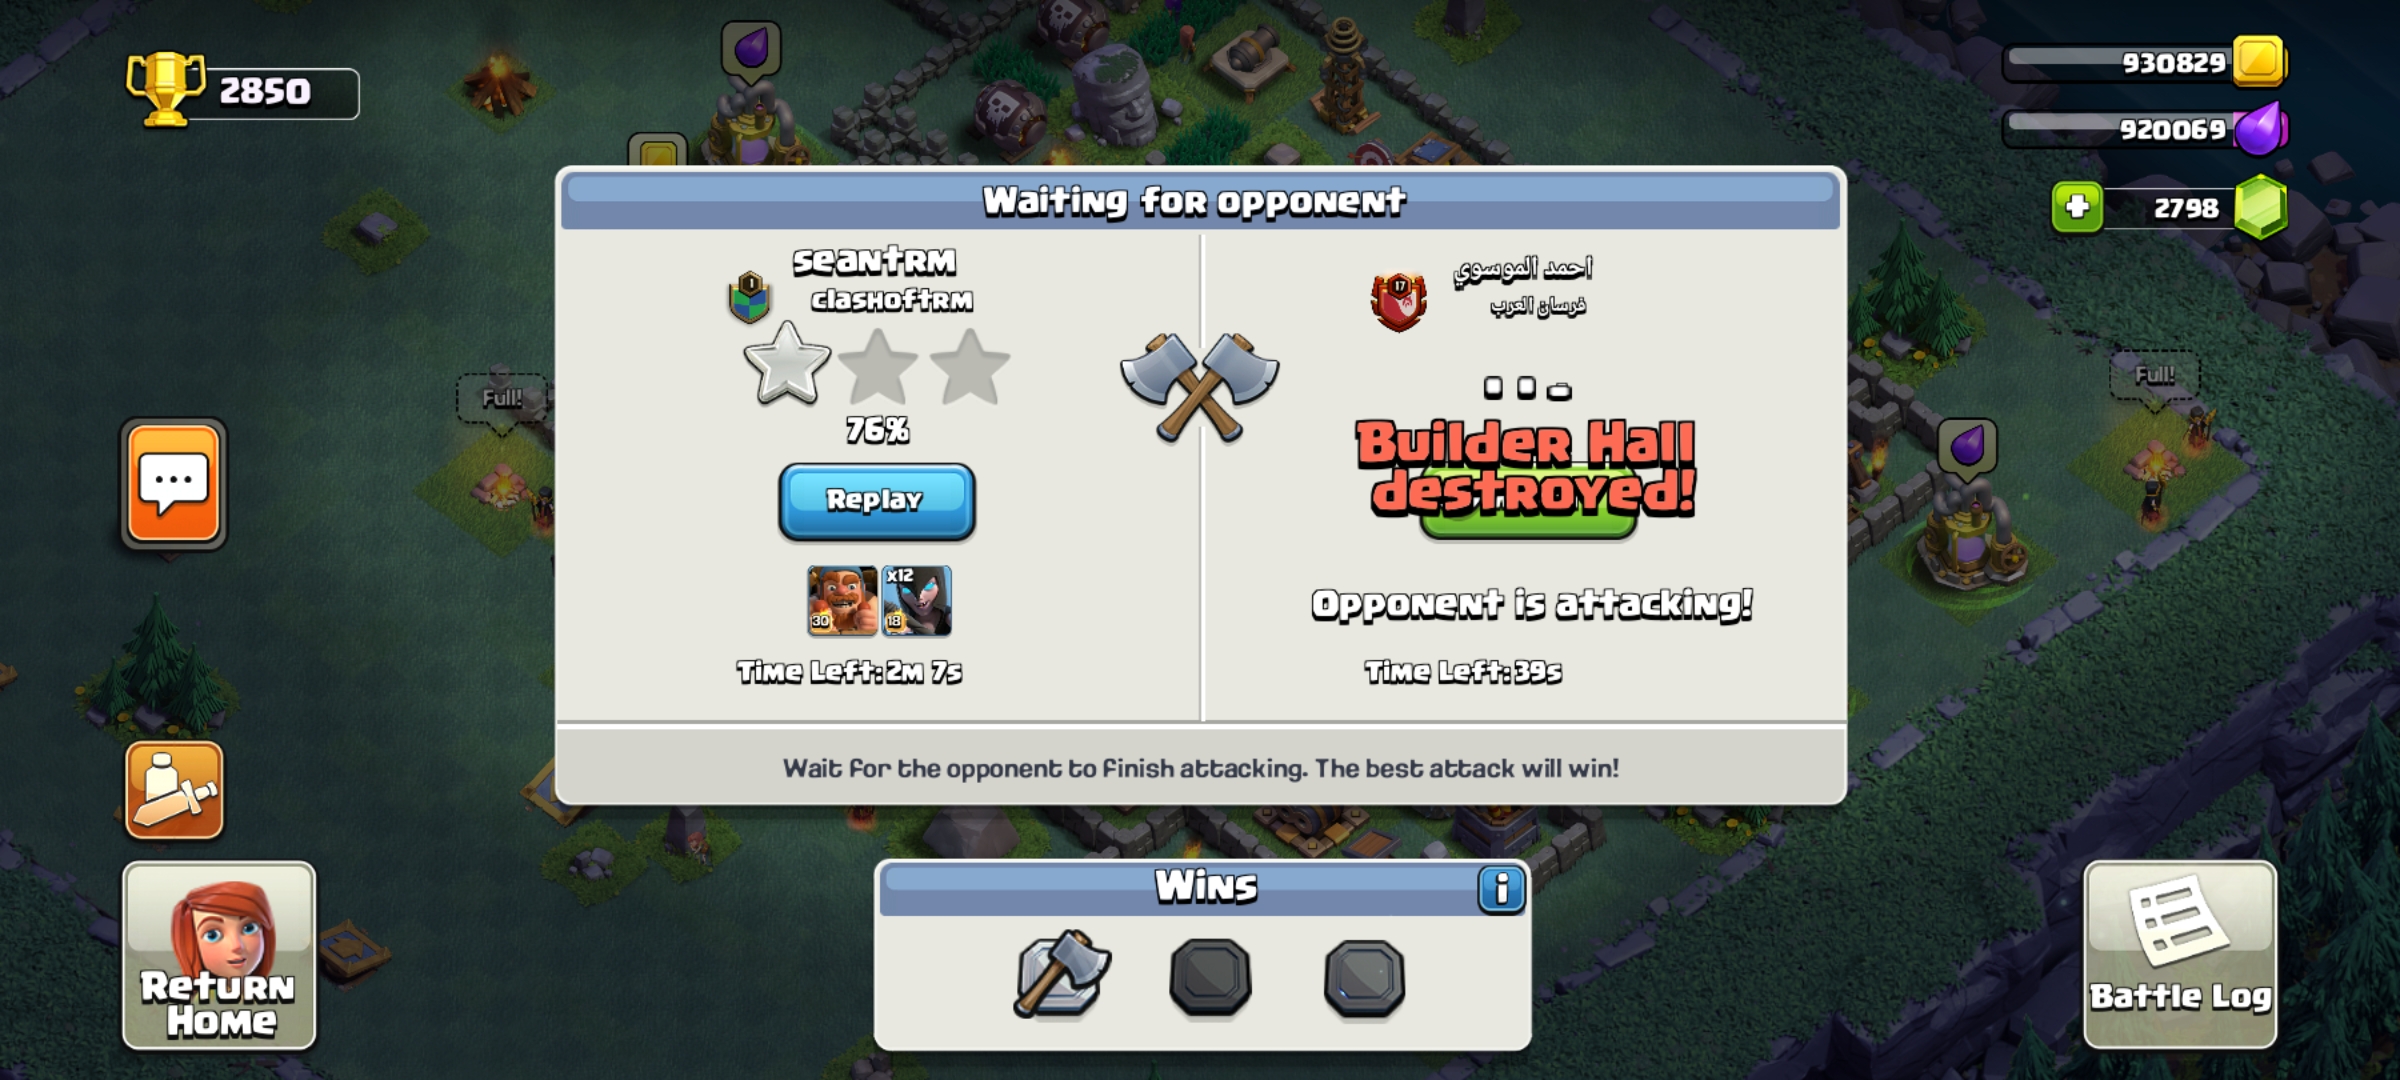 2850
930829
920069
2798
Waiting for opponent
seantrm
clashoftrm
1
76%
Replay
30
x12
18
Time Left: 2m 7s
احمد الموسوي
فرسان العرب
17
Builder Hall
destroyed!
Opponent is attacking!
Time Left: 39s
Wait for the opponent to finish attacking. The best attack will win!
Full!
Full!
Wins
i
Return
Home
Battle Log